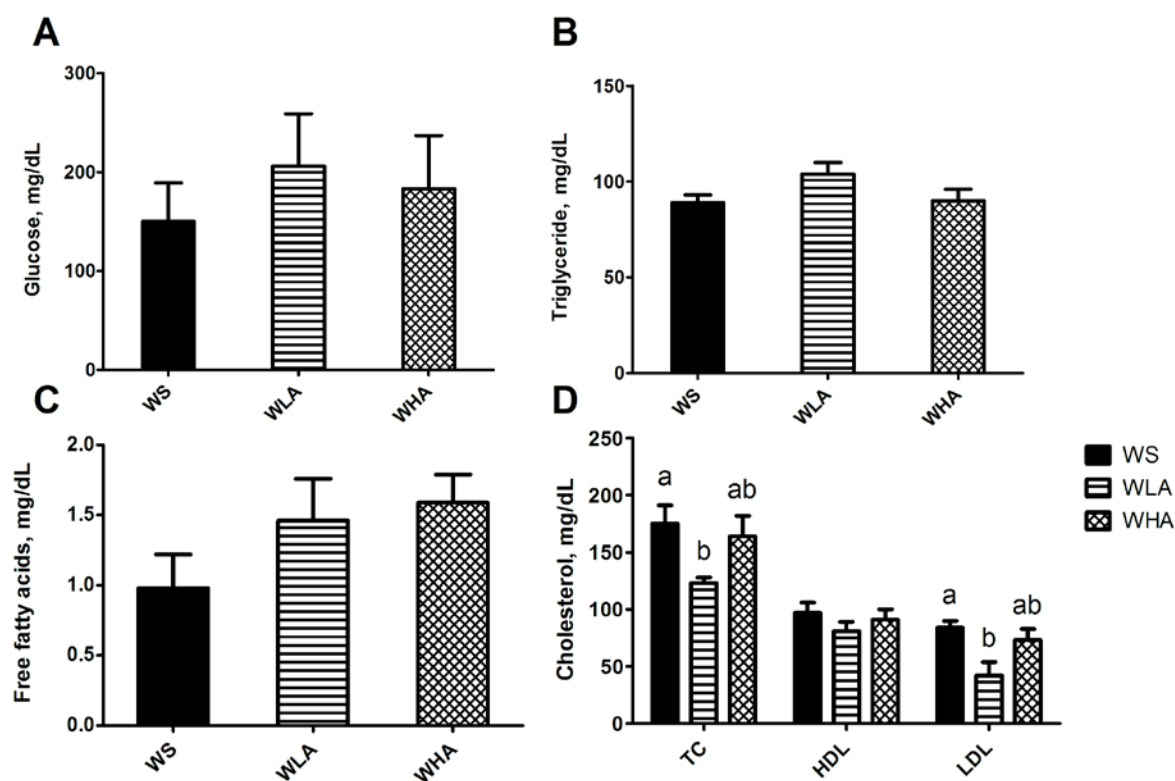 A
Glucose, mg/dL
300
200
100
0
WS
WLA
WHA
B
Triglyceride, mg/dL
150
100
50
0
WS
WLA
WHA
C
Free fatty acids, mg/dL
2.0
1.5
1.0
0.5
0.0
WS
WLA
WHA
D
Cholesterol, mg/dL
250
200
150
100
50
0
a
b
ab
a
b
ab
TC
HDL
LDL
WS
WLA
WHA